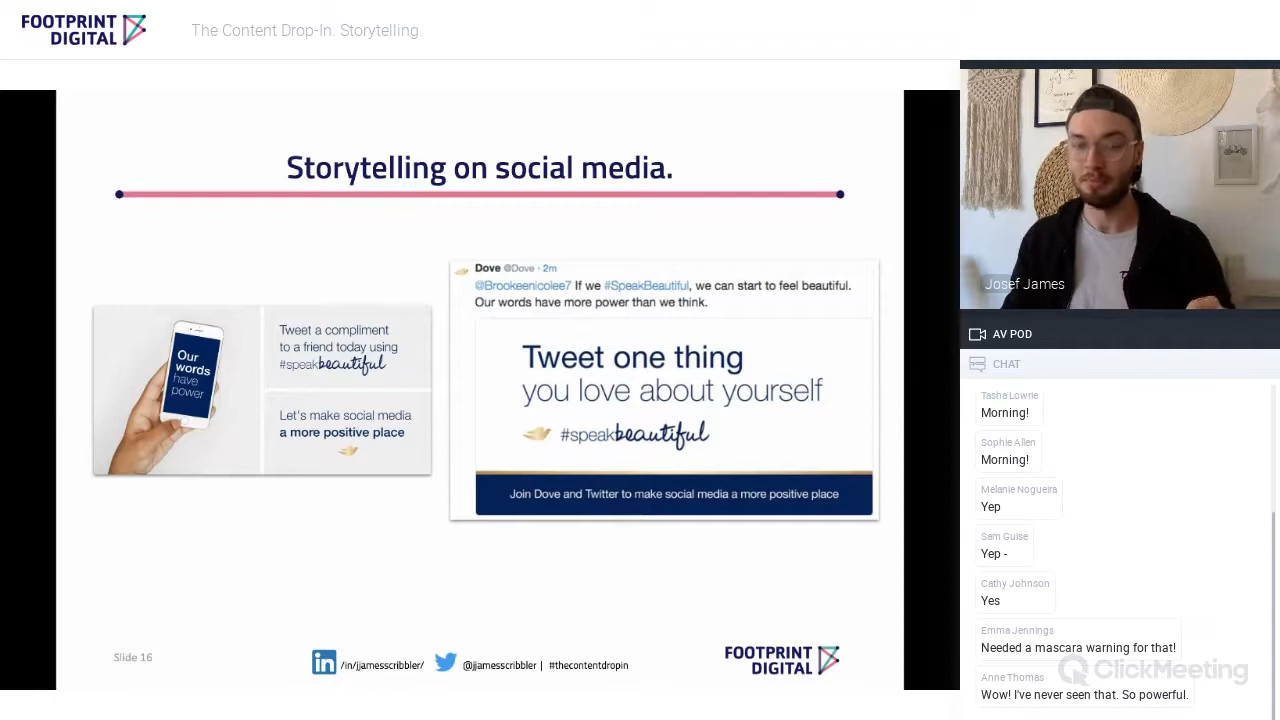 FOOTPRINT
DIGITAL
The Content Drop-In. Storytelling.
Storytelling on social media.
Our
words
have
power
Tweet a compliment
to a friend today using
#speakbeautiful
Let's make social media
a more positive place
Dove @Dove · 2m
@Brookeenicolee7 If we #SpeakBeautiful, we can start to feel beautiful.
Our words have more power than we think.
Tweet one thing
you love about yourself
#speakbeautiful
Join Dove and Twitter to make social media a more positive place
Slide 16
in
/in/jjamesscribbler/
@jjamesscribbler | #thecontentdropin
FOOTPRINT
DIGITAL
Josef James
AV POD
CHAT
Tasha Lowrie
Morning!
Sophie Allen
Morning!
Melanie Nogueira
Yep
Sam Guise
Yep -
Cathy Johnson
Yes
Emma Jennings
Needed a mascara warning for that!
Anne Thomas
Wow! I've never seen that. So powerful.
ClickMeeting